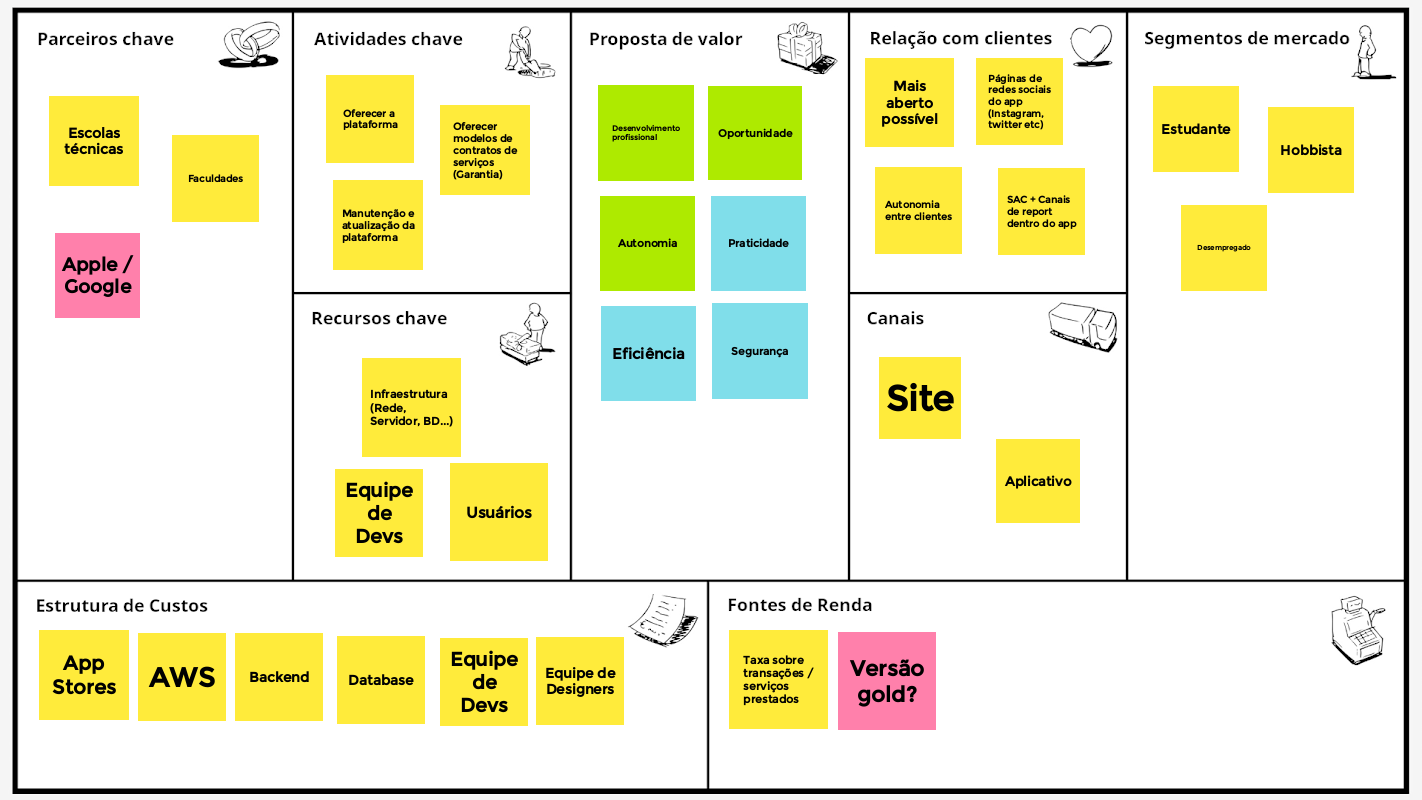 Parceiros chave
Escolas
técnicas
Faculdades
Apple /
Google
Atividades chave
Oferecer a
plataforma
Oferecer
modelos de
contratos de
serviços
(Garantia)
Manutenção e
atualização da
plataforma
Recursos chave
Infraestrutura
(Rede,
Servidor, BD...)
Equipe
de
Devs
Usuários
Proposta de valor
Desenvolvimento
profissional
Oportunidade
Autonomia
Praticidade
Eficiência
Segurança
Relação com clientes
Mais
aberto
possível
Páginas de
redes sociais
do app
(Instagram,
twitter etc)
Autonomia
entre clientes
SAC + Canais
de report
dentro do app
Canais
Site
Aplicativo
Segmentos de mercado
Estudante
Hobbista
Desempregado
Estrutura de Custos
App
Stores
AWS
Backend
Database
Equipe
de
Devs
Equipe de
Designers
Fontes de Renda
Taxa sobre
transações /
serviços
prestados
Versão
gold?